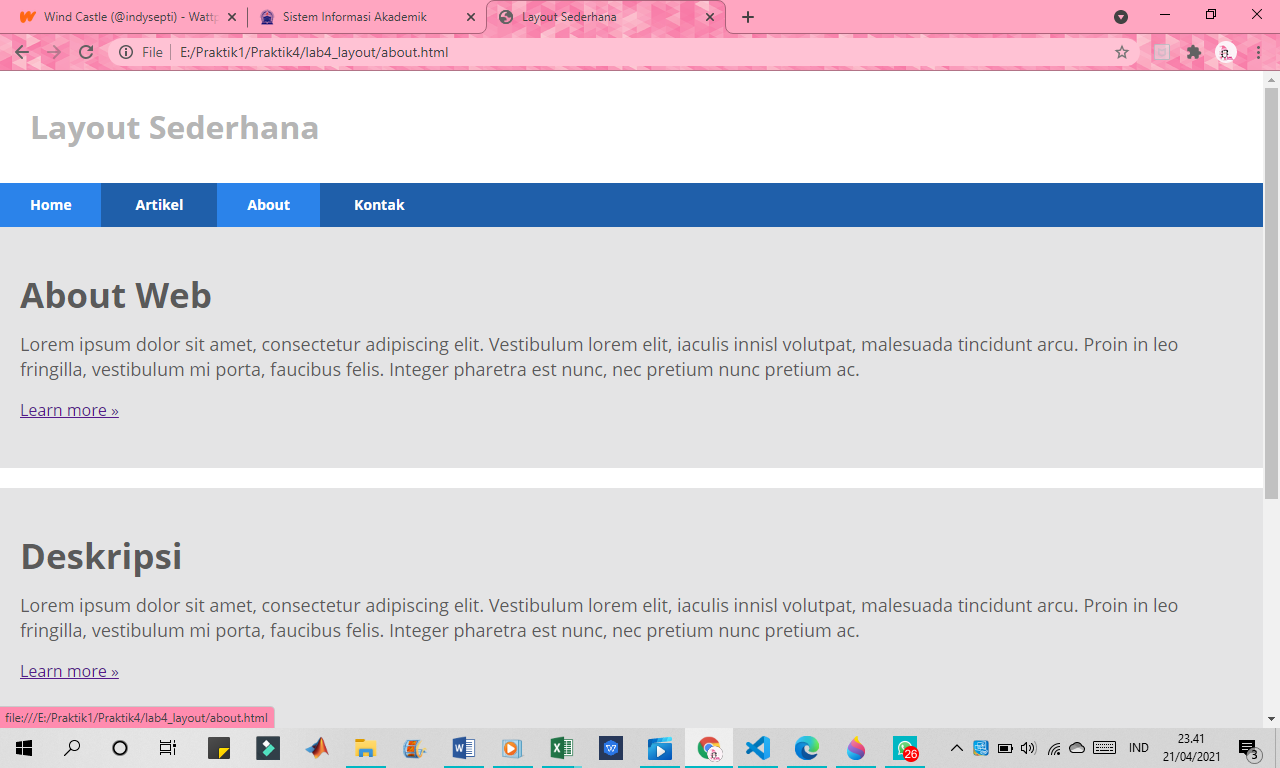 Wind Castle (@indysepti) - Wattp
Sistem Informasi Akademik
Layout Sederhana
File
E:/Praktik1/Praktik4/lab4_layout/about.html
Layout Sederhana
Home
Artikel
About
Kontak
About Web
Lorem ipsum dolor sit amet, consectetur adipiscing elit. Vestibulum lorem elit, iaculis innisl volutpat, malesuada tincidunt arcu. Proin in leo
fringilla, vestibulum mi porta, faucibus felis. Integer pharetra est nunc, nec pretium nunc pretium ac.
Learn more »
Deskripsi
Lorem ipsum dolor sit amet, consectetur adipiscing elit. Vestibulum lorem elit, iaculis innisl volutpat, malesuada tincidunt arcu. Proin in leo
fringilla, vestibulum mi porta, faucibus felis. Integer pharetra est nunc, nec pretium nunc pretium ac.
Learn more »
file:///E:/Praktik1/Praktik4/lab4_layout/about.html
26
IND
23.41
21/04/2021
3